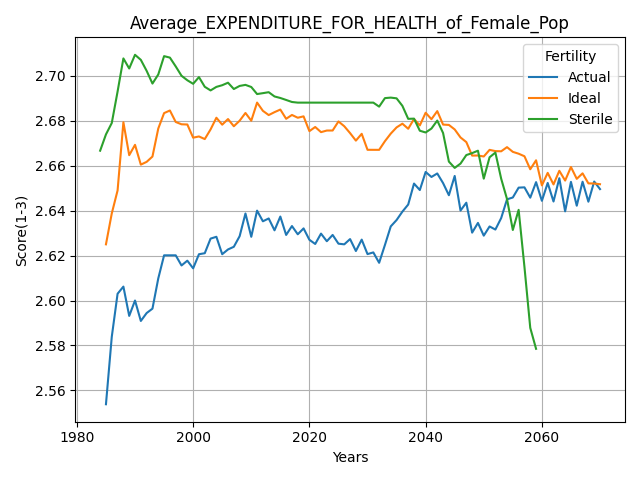 Average_EXPENDITURE_FOR_HEALTH_of_Female_Pop
Fertility
Actual
Ideal
Sterile
2.70
2.68
2.66
2.64
2.62
2.60
2.58
2.56
Score(1-3)
1980 2000 2020 2040 2060
Years